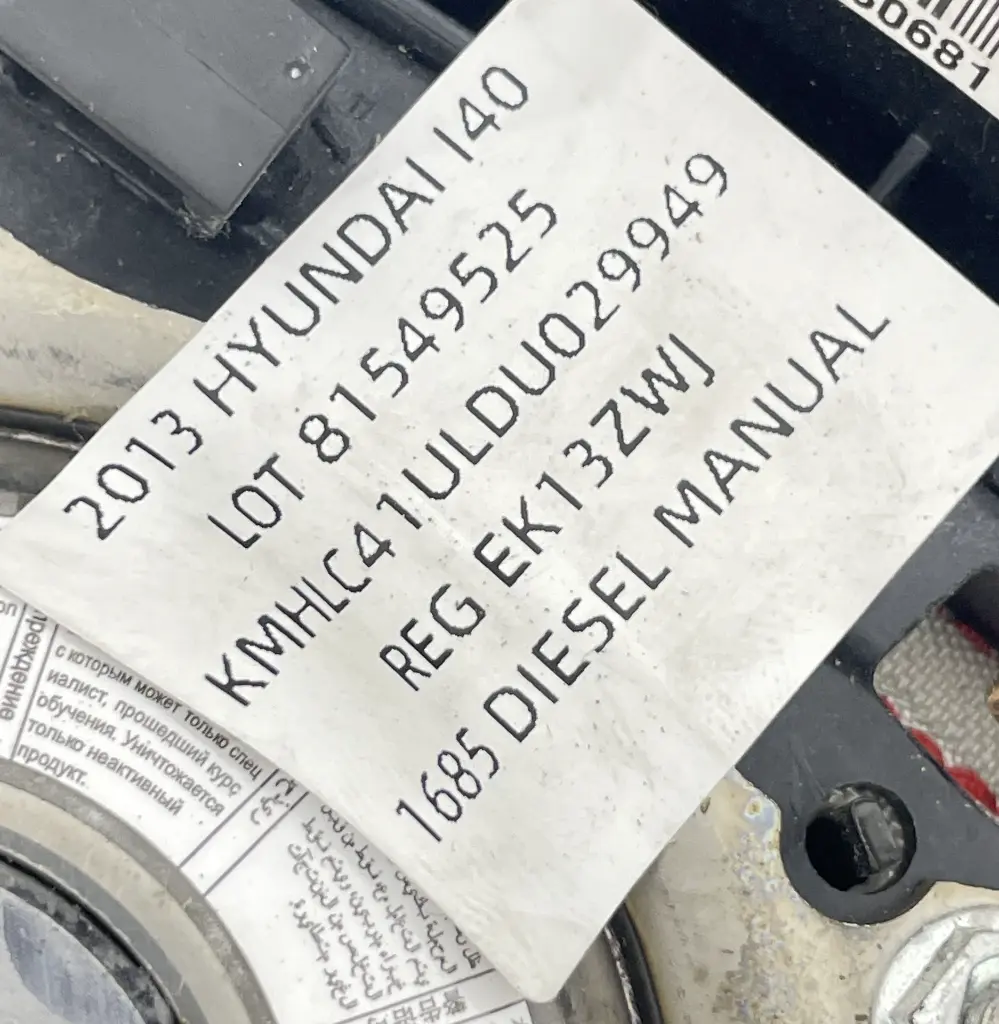 30681
2013 HYUNDAI I40
LOT 81549525
KMHLC41ULDU029949
REG EK13ZWJ
1685 DIESEL MANUAL
с которым может только спец
иалист, прошедший курс
обучения. Уничтожается
только неактивный
продукт.